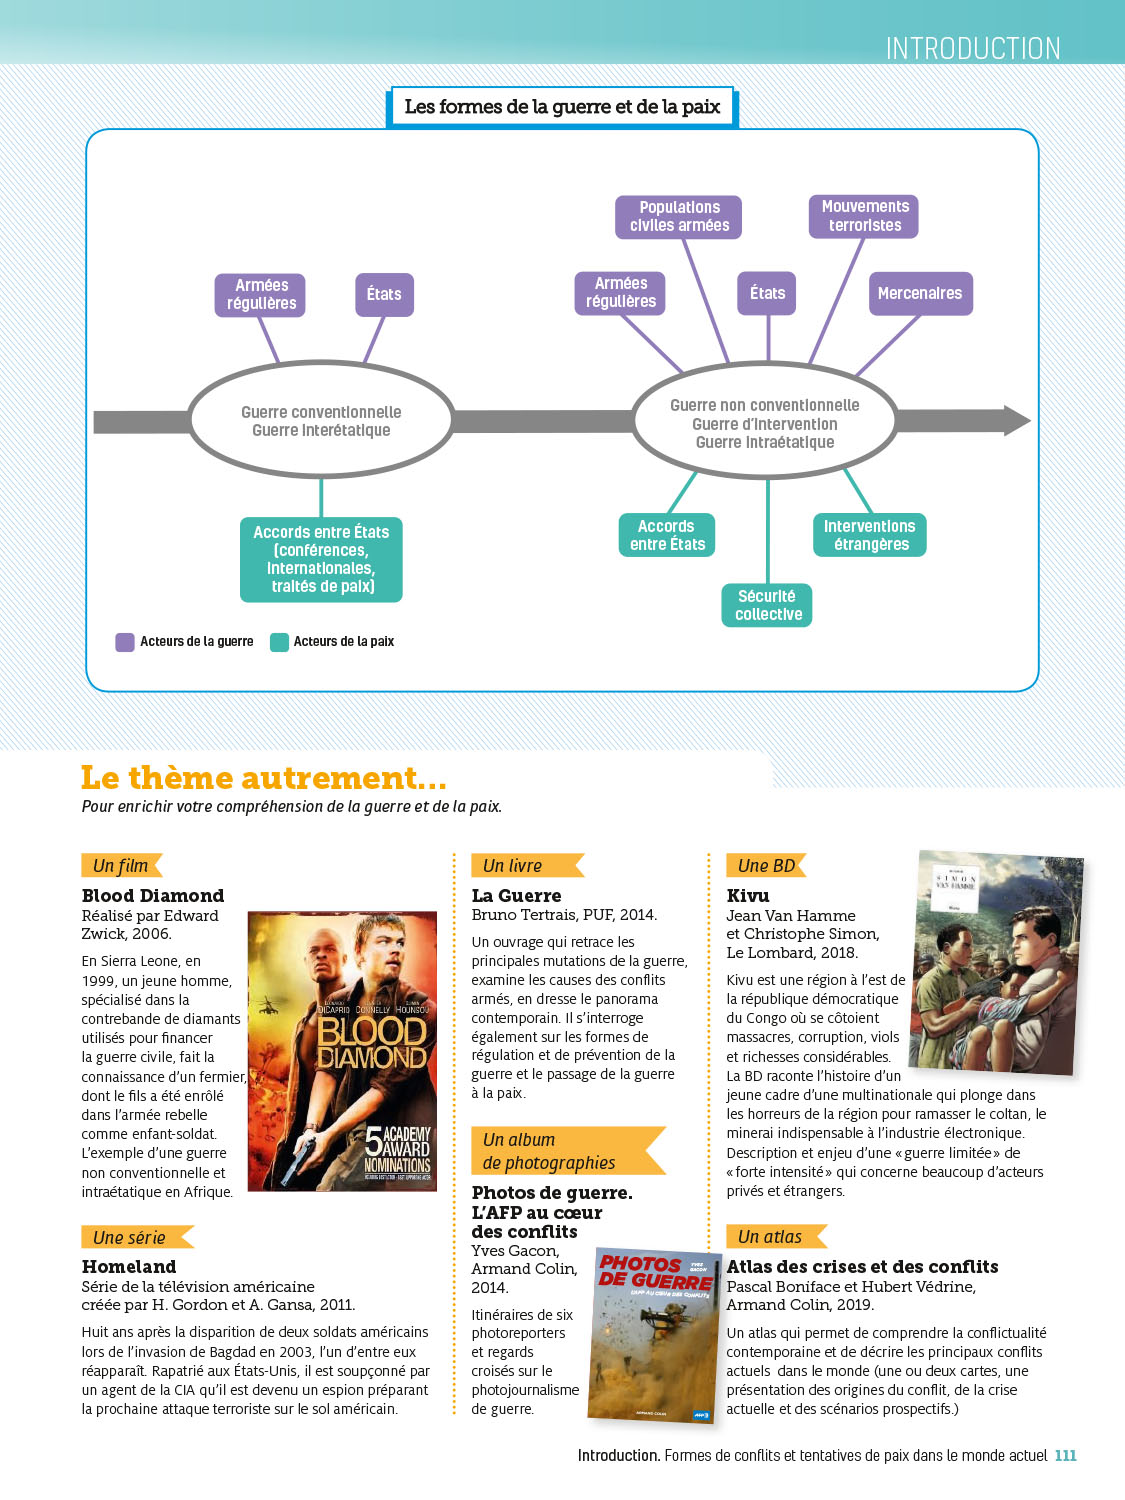 INTRODUCTION
Les formes de la guerre et de la paix
Populations
civiles armées
Mouvements
terroristes
Armées
régulières
États
Armées
régulières
États
Mercenaires
Guerre conventionnelle
Guerre interétatique
Guerre non conventionnelle
Guerre d'intervention
Guerre intraétatique
Accords entre États
(conférences,
internationales,
traités de paix)
Accords
entre États
Interventions
étrangères
Sécurité
collective
Acteurs de la guerre
Acteurs de la paix
Le thème autrement...
Pour enrichir votre compréhension de la guerre et de la paix.
Un film
Blood Diamond
Réalisé par Edward
Zwick, 2006.
En Sierra Leone, en
1999, un jeune homme,
spécialisé dans la
contrebande de diamants
utilisés pour financer
la guerre civile, fait la
connaissance d'un fermier,
dont le fils a été enrôlé
dans l'armée rebelle
comme enfant-soldat.
L'exemple d'une guerre
non conventionnelle et
intraétatique en Afrique.
DICAPRIO CONNELLY HOUNSOU
BLOOD
DIAMOND
5 ACADEMY
AWARD
NOMINATIONS
Une série
Homeland
Série de la télévision américaine
créée par H. Gordon et A. Gansa, 2011.
Huit ans après la disparition de deux soldats américains
lors de l'invasion de Bagdad en 2003, l'un d'entre eux
réapparaît. Rapatrié aux États-Unis, il est soupçonné par
un agent de la CIA qu'il est devenu un espion préparant
la prochaine attaque terroriste sur le sol américain.
Un livre
La Guerre
Bruno Tertrais, PUF, 2014.
Un ouvrage qui retrace les
principales mutations de la guerre,
examine les causes des conflits
armés, en dresse le panorama
contemporain. Il s'interroge
également sur les formes de
régulation et de prévention de la
guerre et le passage de la guerre
à la paix.
Un album
de photographies
Photos de guerre.
L'AFP au cœur
des conflits
Yves Gacon,
Armand Colin,
2014.
Itinéraires de six
photoreporters
et regards
croisés sur le
photojournalisme
de guerre.
PHOTOS
DE GUERRE
YVES
GACON
L'AFP AU CŒUR DES CONFLITS
ARMAND COLIN
AFP
Une BD
Kivu
Jean Van Hamme
et Christophe Simon,
Le Lombard, 2018.
Kivu est une région à l'est de
la république démocratique
du Congo où se côtoient
massacres, corruption, viols
et richesses considérables.
La BD raconte l'histoire d'un
jeune cadre d'une multinationale qui plonge dans
les horreurs de la région pour ramasser le coltan, le
minerai indispensable à l'industrie électronique.
Description et enjeu d'une « guerre limitée » de
« forte intensité » qui concerne beaucoup d'acteurs
privés et étrangers.
SIMON
VAN HAMME
Un atlas
Atlas des crises et des conflits
Pascal Boniface et Hubert Védrine,
Armand Colin, 2019.
Un atlas qui permet de comprendre la conflictualité
contemporaine et de décrire les principaux conflits
actuels dans le monde (une ou deux cartes, une
présentation des origines du conflit, de la crise
actuelle et des scénarios prospectifs.)
Introduction. Formes de conflits et tentatives de paix dans le monde actuel 111